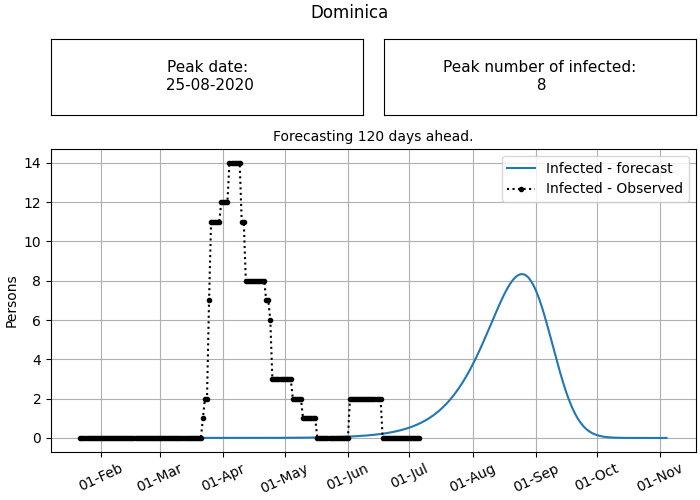 Dominica
Peak date:
25-08-2020
Peak number of infected:
8
Forecasting 120 days ahead.
Infected - forecast
Infected - Observed
Persons
14
12
10
8
6
4
2
0
01-Feb
01-Mar
01-Apr
01-May
01-Jun
01-Jul
01-Aug
01-Sep
01-Oct
01-Nov